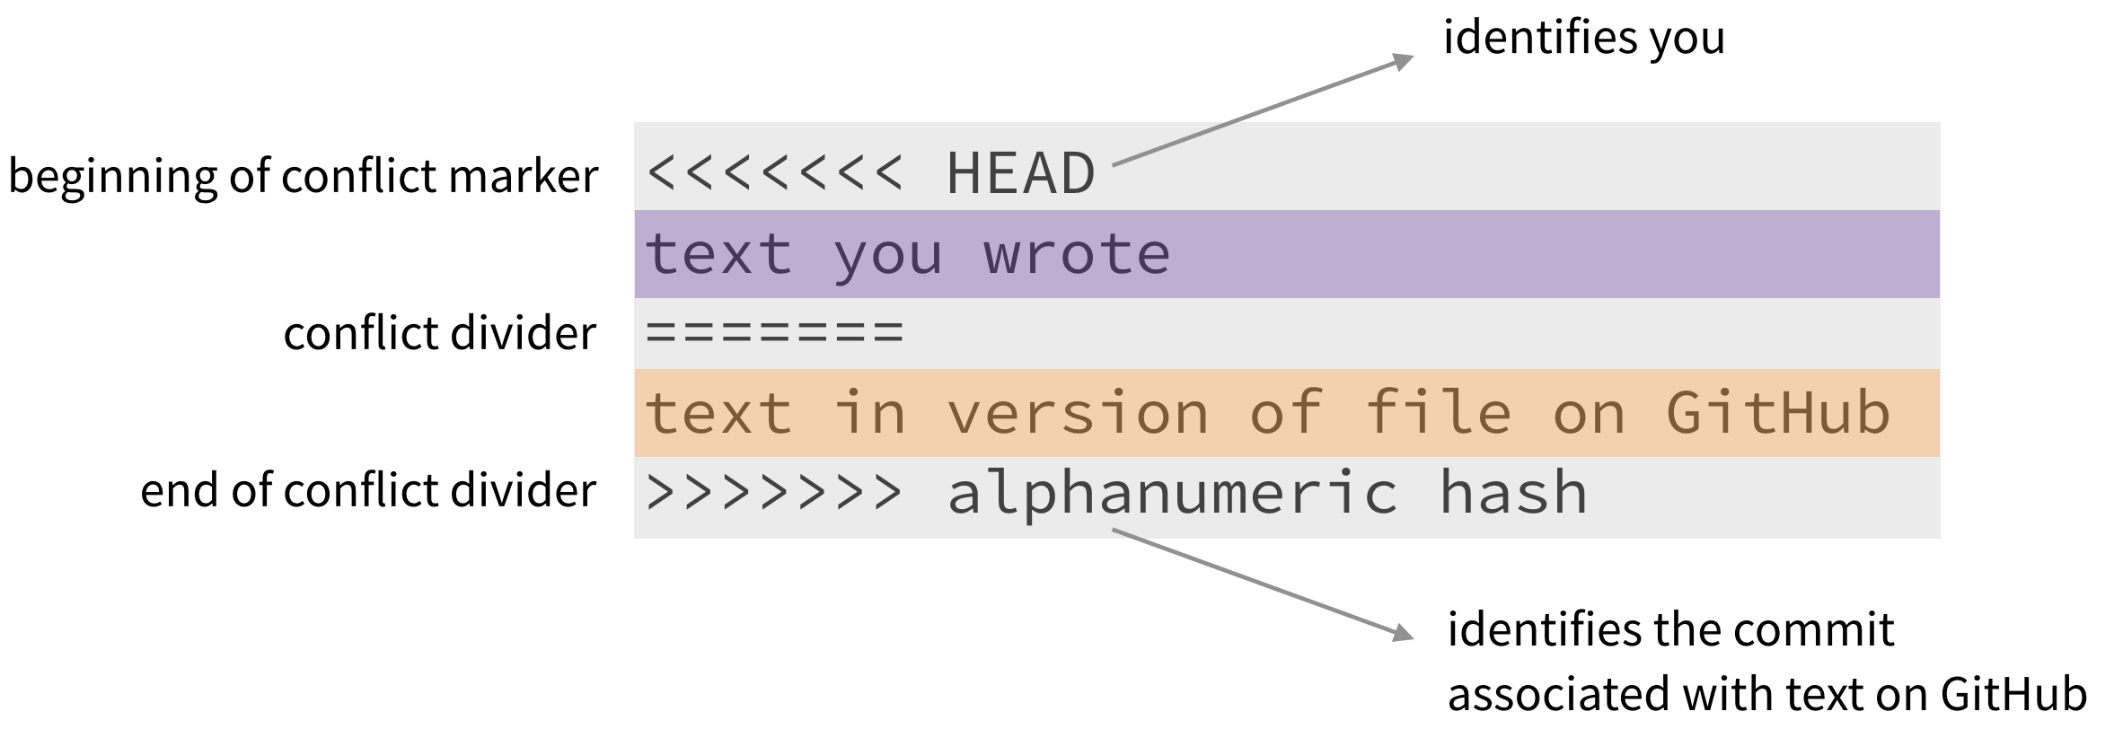 identifies you
beginning of conflict marker
<<<<<<< HEAD
text you wrote
conflict divider
=======
text in version of file on GitHub
end of conflict divider
>>>>>>> alphanumeric hash
identifies the commit
associated with text on GitHub